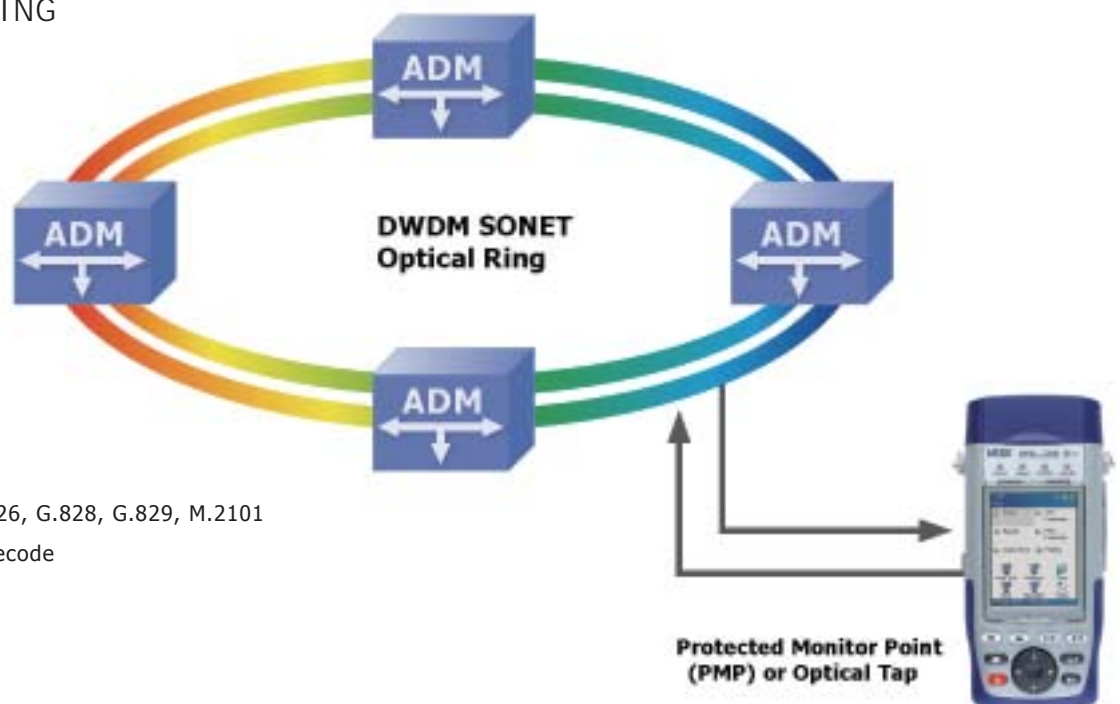 ING
ADM
ADM
DWDM SONET
Optical Ring
ADM
ADM
26, G.828, G.829, M.2101
ecode
Protected Monitor Point
(PMP) or Optical Tap